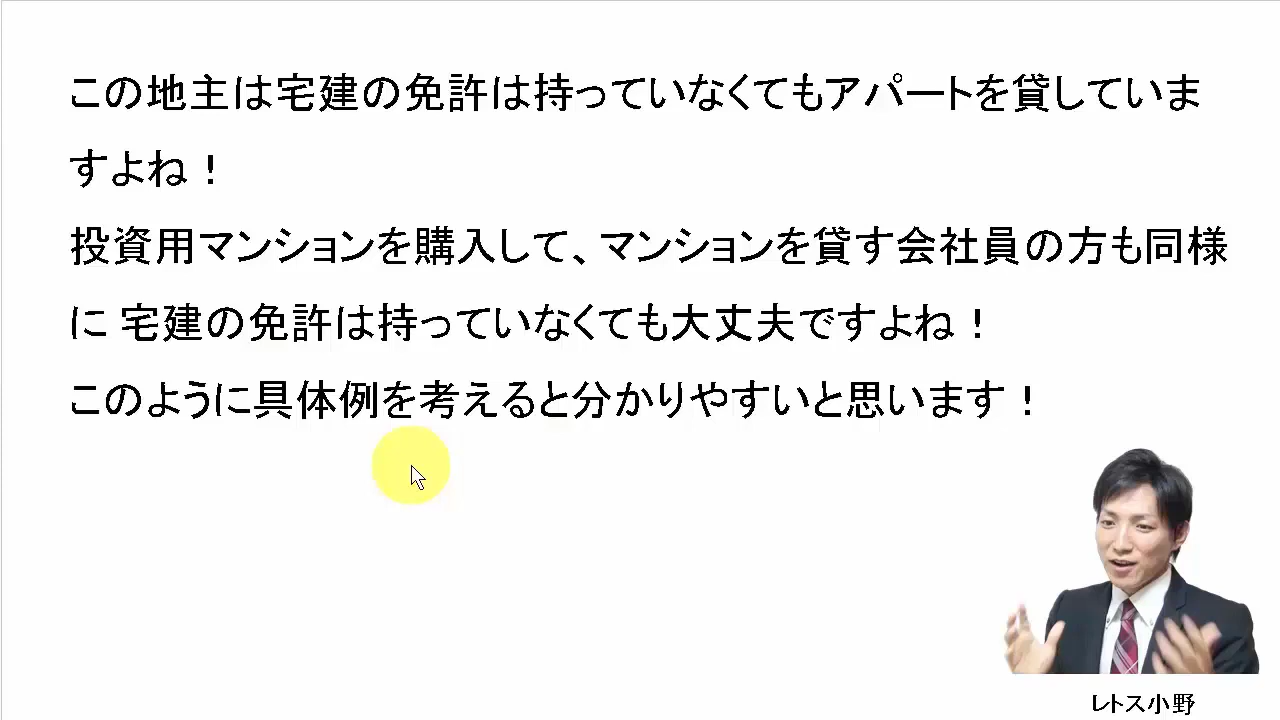 この地主は宅建の免許は持っていなくてもアパートを貸していま
すよね！
投資用マンションを購入して、マンションを貸す会社員の方も同様
に 宅建の免許は持っていなくても大丈夫ですよね！
このように具体例を考えると分かりやすいと思います！
レトス小野